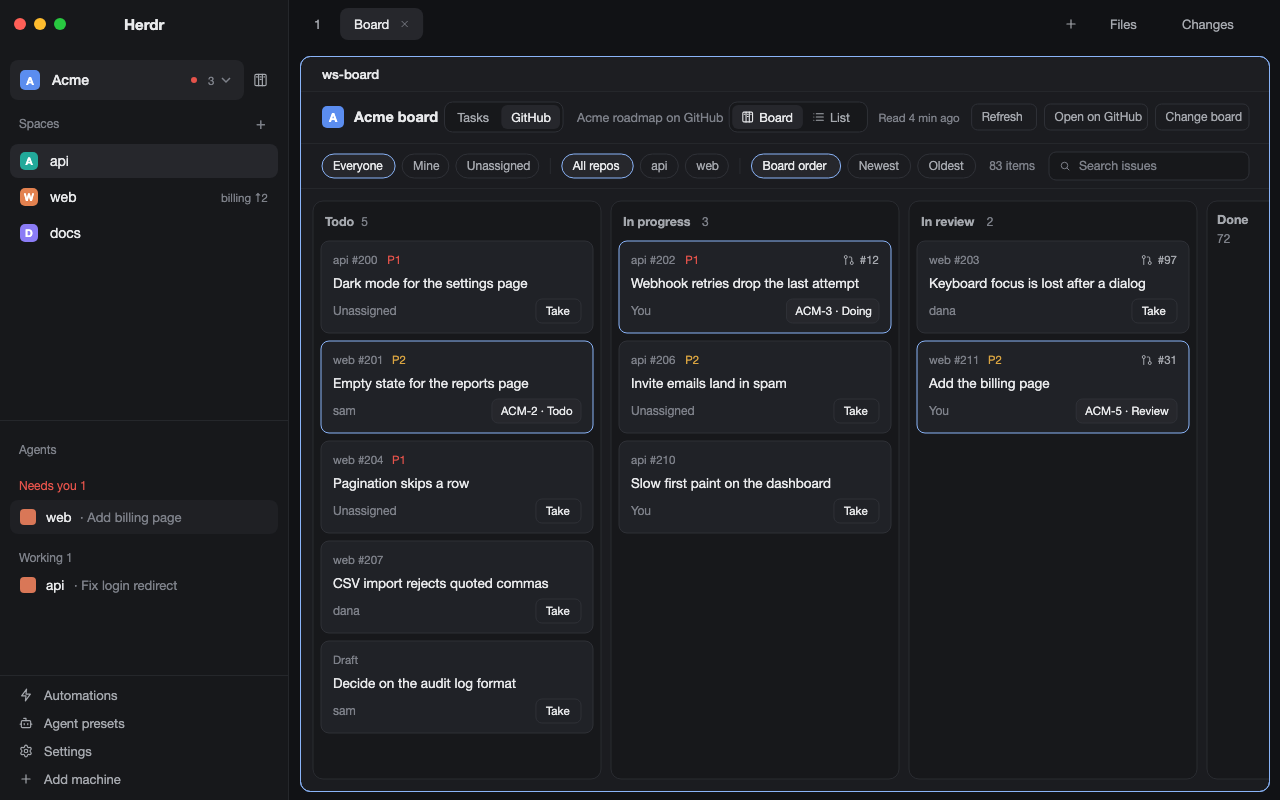 Herdr
A Acme 3
Spaces +
A api
W web billing ↑2
D docs
Agents
Needs you 1
web · Add billing page
Working 1
api · Fix login redirect
Automations
Agent presets
Settings
+ Add machine
1 Board × + Files Changes
ws-board
A Acme board Tasks GitHub Acme roadmap on GitHub Board List Read 4 min ago Refresh Open on GitHub Change board
Everyone Mine Unassigned All repos api web Board order Newest Oldest 83 items Search issues
Todo 5
api #200 P1
Dark mode for the settings page
Unassigned Take
web #201 P2
Empty state for the reports page
sam ACM-2 · Todo
web #204 P1
Pagination skips a row
Unassigned Take
web #207
CSV import rejects quoted commas
dana Take
Draft
Decide on the audit log format
sam Take
In progress 3
api #202 P1 #12
Webhook retries drop the last attempt
You ACM-3 · Doing
api #206 P2
Invite emails land in spam
Unassigned Take
api #210
Slow first paint on the dashboard
You Take
In review 2
web #203 #97
Keyboard focus is lost after a dialog
dana Take
web #211 P2 #31
Add the billing page
You ACM-5 · Review
Done
72